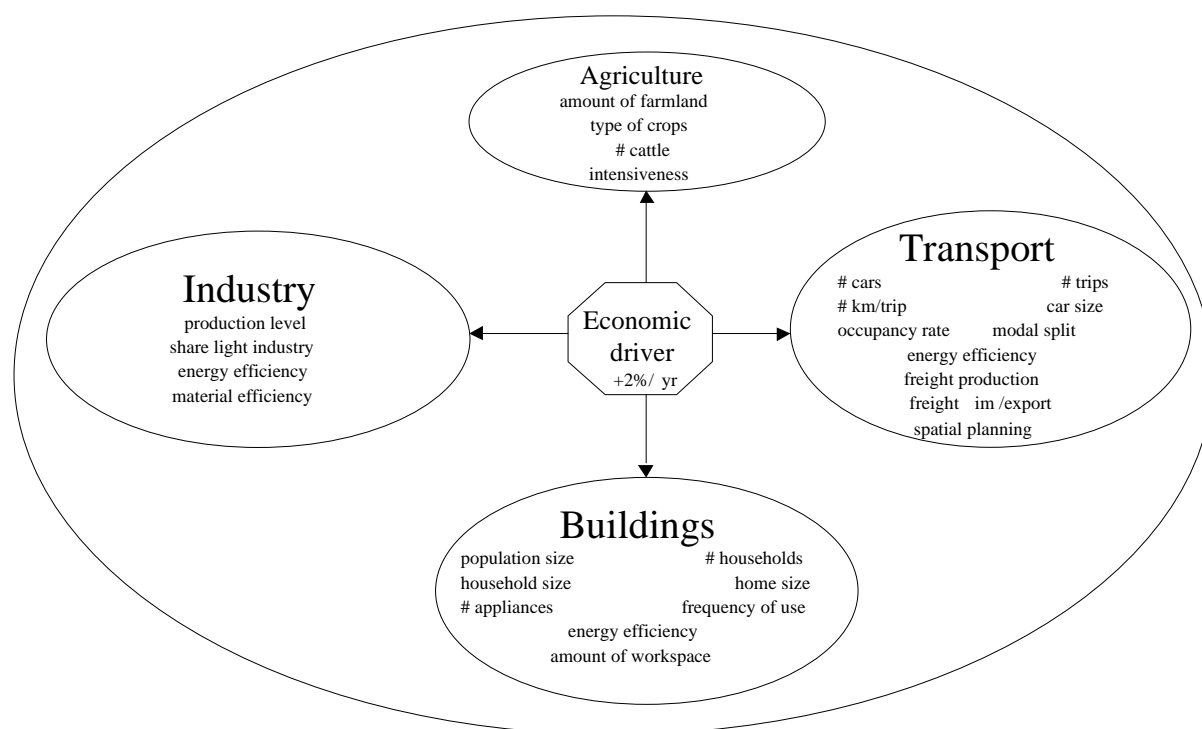 Agriculture
amount of farmland
type of crops
# cattle
intensiveness
Industry
production level
share light industry
energy efficiency
material efficiency
Economic
driver
+2%/ yr
Transport
# cars # trips
# km/trip car size
occupancy rate modal split
energy efficiency
freight production
freight im /export
spatial planning
Buildings
population size # households
household size home size
# appliances frequency of use
energy efficiency
amount of workspace